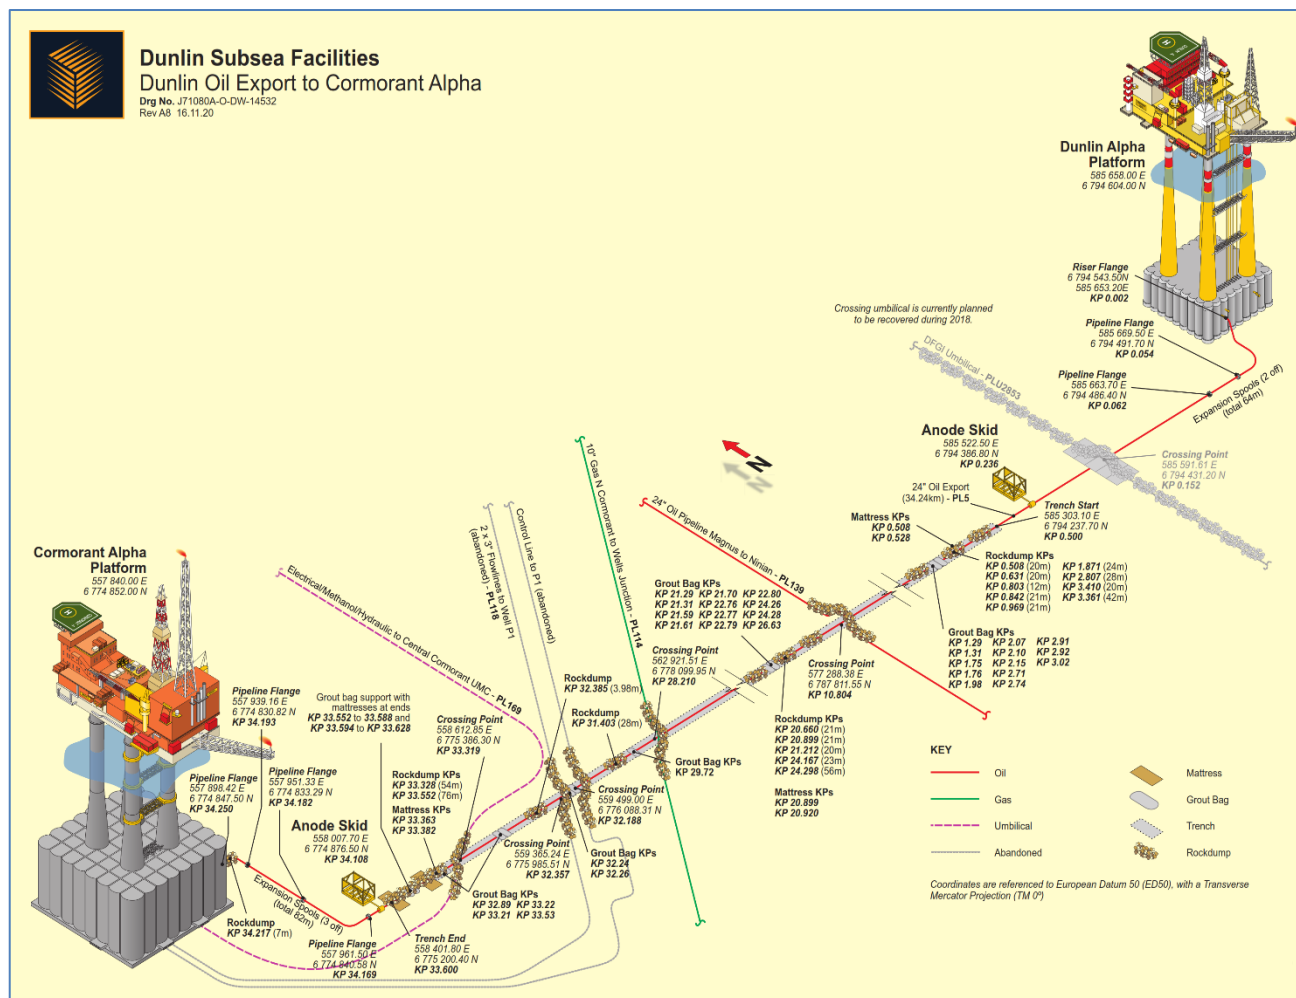 Dunlin Subsea Facilities
Dunlin Oil Export to Cormorant Alpha
Drg No. J71080A-O-DW-14532
Rev A8 16.11.20
Dunlin Alpha
Platform
585 658.00 E
6 794 604.00 N
Riser Flange
6 794 543.50N
585 653.20E
KP 0.002
Crossing umbilical is currently planned
to be recovered during 2018.
Pipeline Flange
585 669.50 E
6 794 491.70 N
KP 0.054
DFGI Umbilical - PLU2853
Pipeline Flange
585 663.70 E
6 794 486.40 N
KP 0.062
Expansion Spools (2 off)
(total 64m)
Anode Skid
585 522.50 E
6 794 386.80 N
KP 0.236
Crossing Point
585 591.61 E
6 794 431.20 N
KP 0.152
24" Oil Export
(34.24km) - PL5
Trench Start
585 303.10 E
6 794 237.70 N
KP 0.500
Mattress KPs
KP 0.508
KP 0.528
N
10" Gas N Cormorant to Wells Junction - PL114
24" Oil Pipeline Magnus to Ninian - PL139
Control Line to P1 (abandoned)
2 x 3" Flowlines to Well P1
(abandoned) - PL118
Electrical/Methanol/Hydraulic to Central Cormorant UMC - PL169
Rockdump KPs
KP 0.508 (20m) KP 1.871 (24m)
KP 0.631 (20m) KP 2.807 (28m)
KP 0.803 (12m) KP 3.410 (20m)
KP 0.842 (21m) KP 3.361 (42m)
KP 0.969 (21m)
Grout Bag KPs
KP 1.29 KP 2.07 KP 2.91
KP 1.31 KP 2.10 KP 2.92
KP 1.75 KP 2.15 KP 3.02
KP 1.76 KP 2.71
KP 1.98 KP 2.74
Grout Bag KPs
KP 21.29 KP 21.70 KP 22.80
KP 21.31 KP 22.76 KP 24.26
KP 21.59 KP 22.77 KP 24.28
KP 21.61 KP 22.79 KP 26.63
Crossing Point
577 288.38 E
6 787 811.55 N
KP 10.804
Crossing Point
562 921.51 E
6 778 099.95 N
KP 28.210
Rockdump KPs
KP 20.660 (21m)
KP 20.899 (21m)
KP 21.212 (20m)
KP 24.167 (23m)
KP 24.298 (56m)
Mattress KPs
KP 20.899
KP 20.920
Rockdump
KP 32.385 (3.98m)
Rockdump
KP 31.403 (28m)
Grout Bag KPs
KP 29.72
Crossing Point
559 499.00 E
6 776 088.31 N
KP 32.188
Crossing Point
559 365.24 E
6 775 985.51 N
KP 32.357
Grout Bag KPs
KP 32.24
KP 32.26
Cormorant Alpha
Platform
557 840.00 E
6 774 852.00 N
Pipeline Flange
557 939.16 E
6 774 830.82 N
KP 34.193
Grout bag support with
mattresses at ends
KP 33.552 to 33.588 and
KP 33.594 to KP 33.628
Crossing Point
558 612.85 E
6 775 386.30 N
KP 33.319
Pipeline Flange
557 898.42 E
6 774 847.50 N
KP 34.250
Pipeline Flange
557 951.33 E
6 774 833.29 N
KP 34.182
Rockdump KPs
KP 33.328 (54m)
KP 33.552 (76m)
Mattress KPs
KP 33.363
KP 33.382
Anode Skid
558 007.70 E
6 774 876.50 N
KP 34.108
Grout Bag KPs
KP 32.89 KP 33.22
KP 33.21 KP 33.53
Expansion Spools (3 off)
(total 82m)
Rockdump
KP 34.217 (7m)
Pipeline Flange
557 961.50 E
6 774 840.58 N
KP 34.169
Trench End
558 401.80 E
6 775 200.40 N
KP 33.600
KEY
Oil
Gas
Umbilical
Abandoned
Mattress
Grout Bag
Trench
Rockdump
Coordinates are referenced to European Datum 50 (ED50), with a Transverse
Mercator Projection (TM 0º)